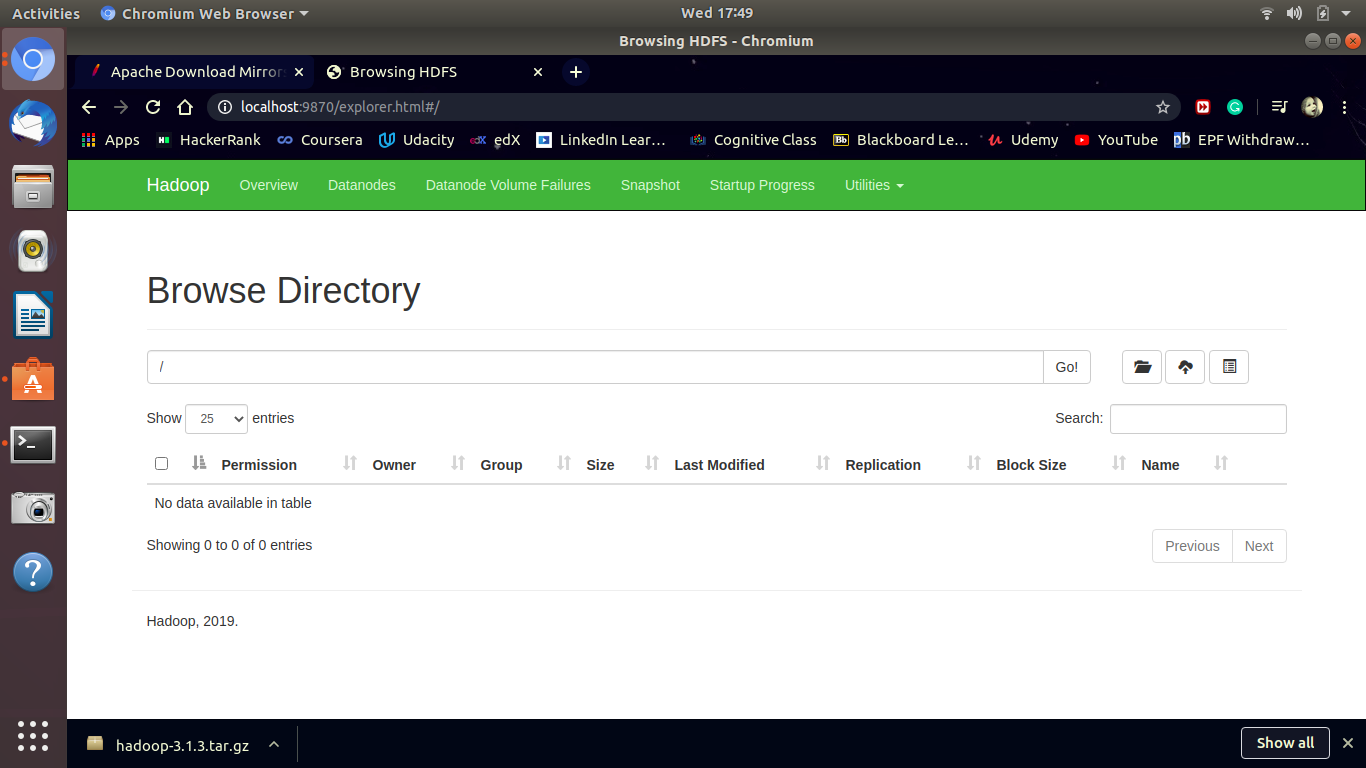 Activities Chromium Web Browser Wed 17:49
Browsing HDFS - Chromium
Apache Download Mirrors Browsing HDFS
localhost:9870/explorer.html#/
Apps HackerRank Coursera Udacity edX LinkedIn Lear… Cognitive Class Blackboard Le… Udemy YouTube EPF Withdraw…
Hadoop Overview Datanodes Datanode Volume Failures Snapshot Startup Progress Utilities
Browse Directory
/ Go!
Show 25 entries Search:
Permission Owner Group Size Last Modified Replication Block Size Name
No data available in table
Showing 0 to 0 of 0 entries Previous Next
Hadoop, 2019.
hadoop-3.1.3.tar.gz Show all